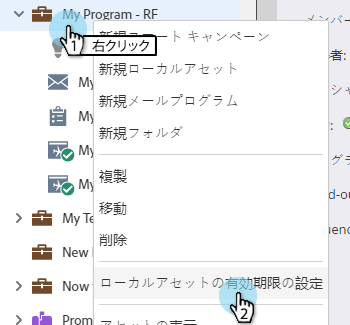 My Program - RF
1 右クリック
新規スマート キャンペーン
新規ローカルアセット
My
新規メールプログラム
My
新規フォルダ
My
My
複製
My Te
移動
New
削除
Now
ローカルアセットの有効期限の設定
2
Prom
アセットの表示
メンバー
者:
シャ
グラ
ed-ou
uenc